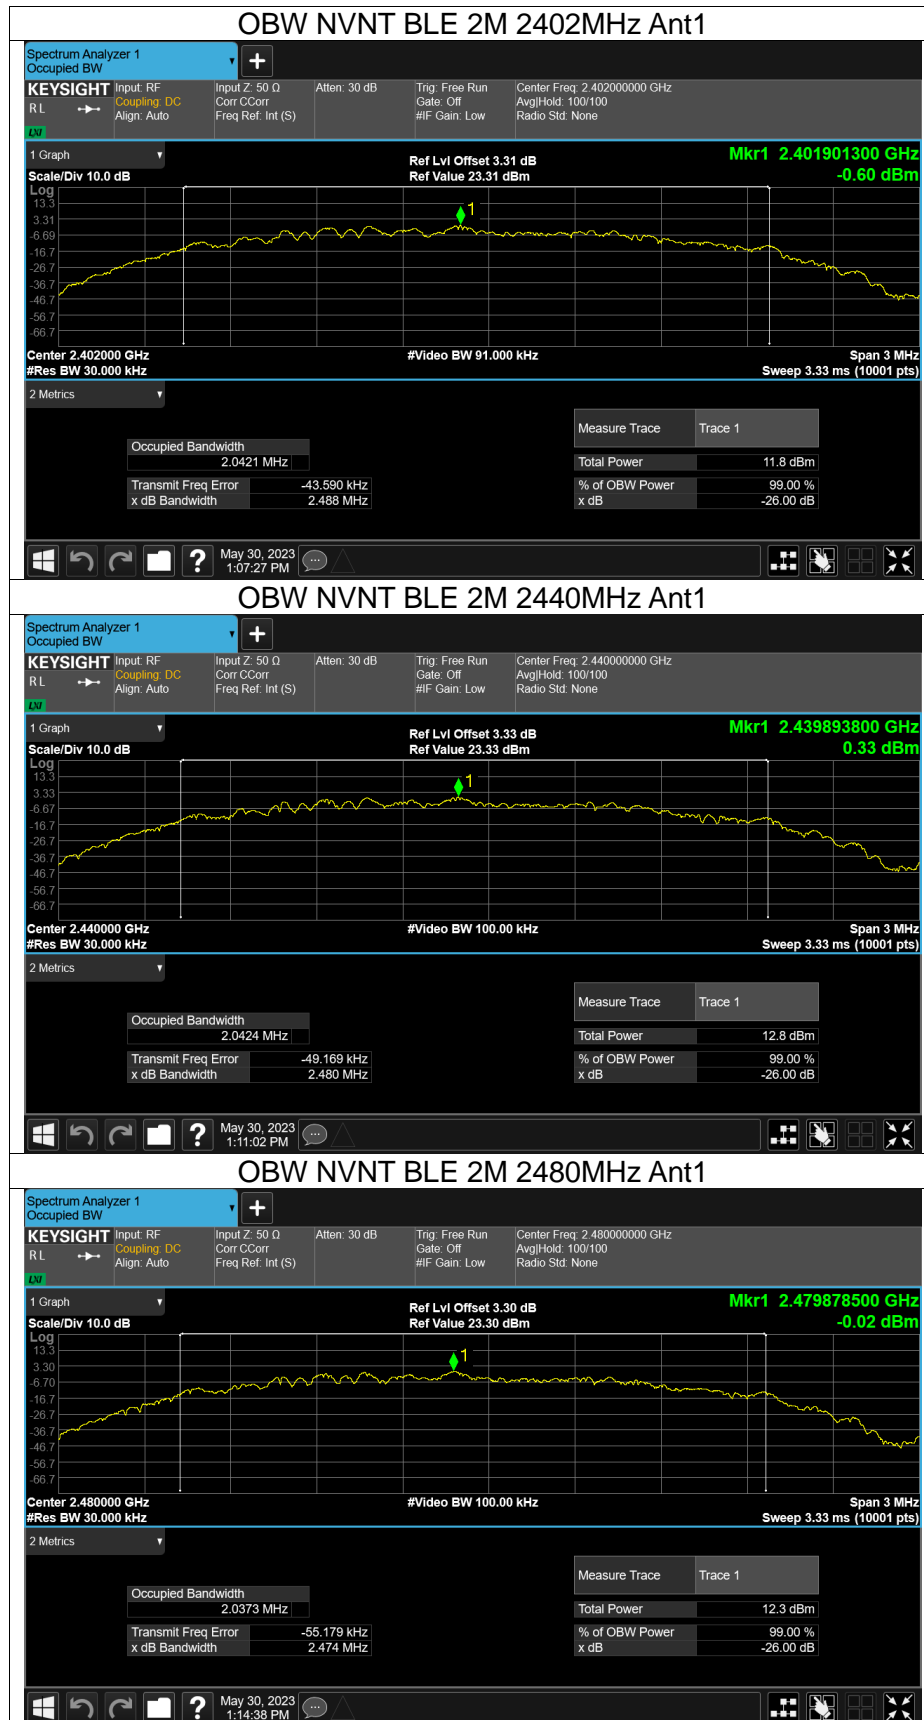 OBW NVNT BLE 2M 2402MHz Ant1
Spectrum Analyzer 1
Occupied BW
+
KEYSIGHT
RL
LXI
Input: RF
Coupling: DC
Align: Auto
Input Z: 50 Ω
Corr CCorr
Freq Ref: Int (S)
Atten: 30 dB
Trig: Free Run
Gate: Off
#IF Gain: Low
Center Freq: 2.402000000 GHz
Avg|Hold: 100/100
Radio Std: None
1 Graph
Scale/Div 10.0 dB
Ref Lvl Offset 3.31 dB
Ref Value 23.31 dBm
Mkr1 2.401901300 GHz
-0.60 dBm
Log
13.3
3.31
-6.69
-16.7
-26.7
-36.7
-46.7
-56.7
-66.7
1
Center 2.402000 GHz
#Res BW 30.000 kHz
#Video BW 91.000 kHz
Span 3 MHz
Sweep 3.33 ms (10001 pts)
2 Metrics
Occupied Bandwidth
2.0421 MHz
Transmit Freq Error -43.590 kHz
x dB Bandwidth 2.488 MHz
Measure Trace Trace 1
Total Power 11.8 dBm
% of OBW Power 99.00 %
x dB -26.00 dB
?
May 30, 2023
1:07:27 PM
OBW NVNT BLE 2M 2440MHz Ant1
Spectrum Analyzer 1
Occupied BW
+
KEYSIGHT
RL
LXI
Input: RF
Coupling: DC
Align: Auto
Input Z: 50 Ω
Corr CCorr
Freq Ref: Int (S)
Atten: 30 dB
Trig: Free Run
Gate: Off
#IF Gain: Low
Center Freq: 2.440000000 GHz
Avg|Hold: 100/100
Radio Std: None
1 Graph
Scale/Div 10.0 dB
Ref Lvl Offset 3.33 dB
Ref Value 23.33 dBm
Mkr1 2.439893800 GHz
0.33 dBm
Log
13.3
3.33
-6.67
-16.7
-26.7
-36.7
-46.7
-56.7
-66.7
1
Center 2.440000 GHz
#Res BW 30.000 kHz
#Video BW 100.00 kHz
Span 3 MHz
Sweep 3.33 ms (10001 pts)
2 Metrics
Occupied Bandwidth
2.0424 MHz
Transmit Freq Error -49.169 kHz
x dB Bandwidth 2.480 MHz
Measure Trace Trace 1
Total Power 12.8 dBm
% of OBW Power 99.00 %
x dB -26.00 dB
?
May 30, 2023
1:11:02 PM
OBW NVNT BLE 2M 2480MHz Ant1
Spectrum Analyzer 1
Occupied BW
+
KEYSIGHT
RL
LXI
Input: RF
Coupling: DC
Align: Auto
Input Z: 50 Ω
Corr CCorr
Freq Ref: Int (S)
Atten: 30 dB
Trig: Free Run
Gate: Off
#IF Gain: Low
Center Freq: 2.480000000 GHz
Avg|Hold: 100/100
Radio Std: None
1 Graph
Scale/Div 10.0 dB
Ref Lvl Offset 3.30 dB
Ref Value 23.30 dBm
Mkr1 2.479878500 GHz
-0.02 dBm
Log
13.3
3.30
-6.70
-16.7
-26.7
-36.7
-46.7
-56.7
-66.7
1
Center 2.480000 GHz
#Res BW 30.000 kHz
#Video BW 100.00 kHz
Span 3 MHz
Sweep 3.33 ms (10001 pts)
2 Metrics
Occupied Bandwidth
2.0373 MHz
Transmit Freq Error -55.179 kHz
x dB Bandwidth 2.474 MHz
Measure Trace Trace 1
Total Power 12.3 dBm
% of OBW Power 99.00 %
x dB -26.00 dB
?
May 30, 2023
1:14:38 PM